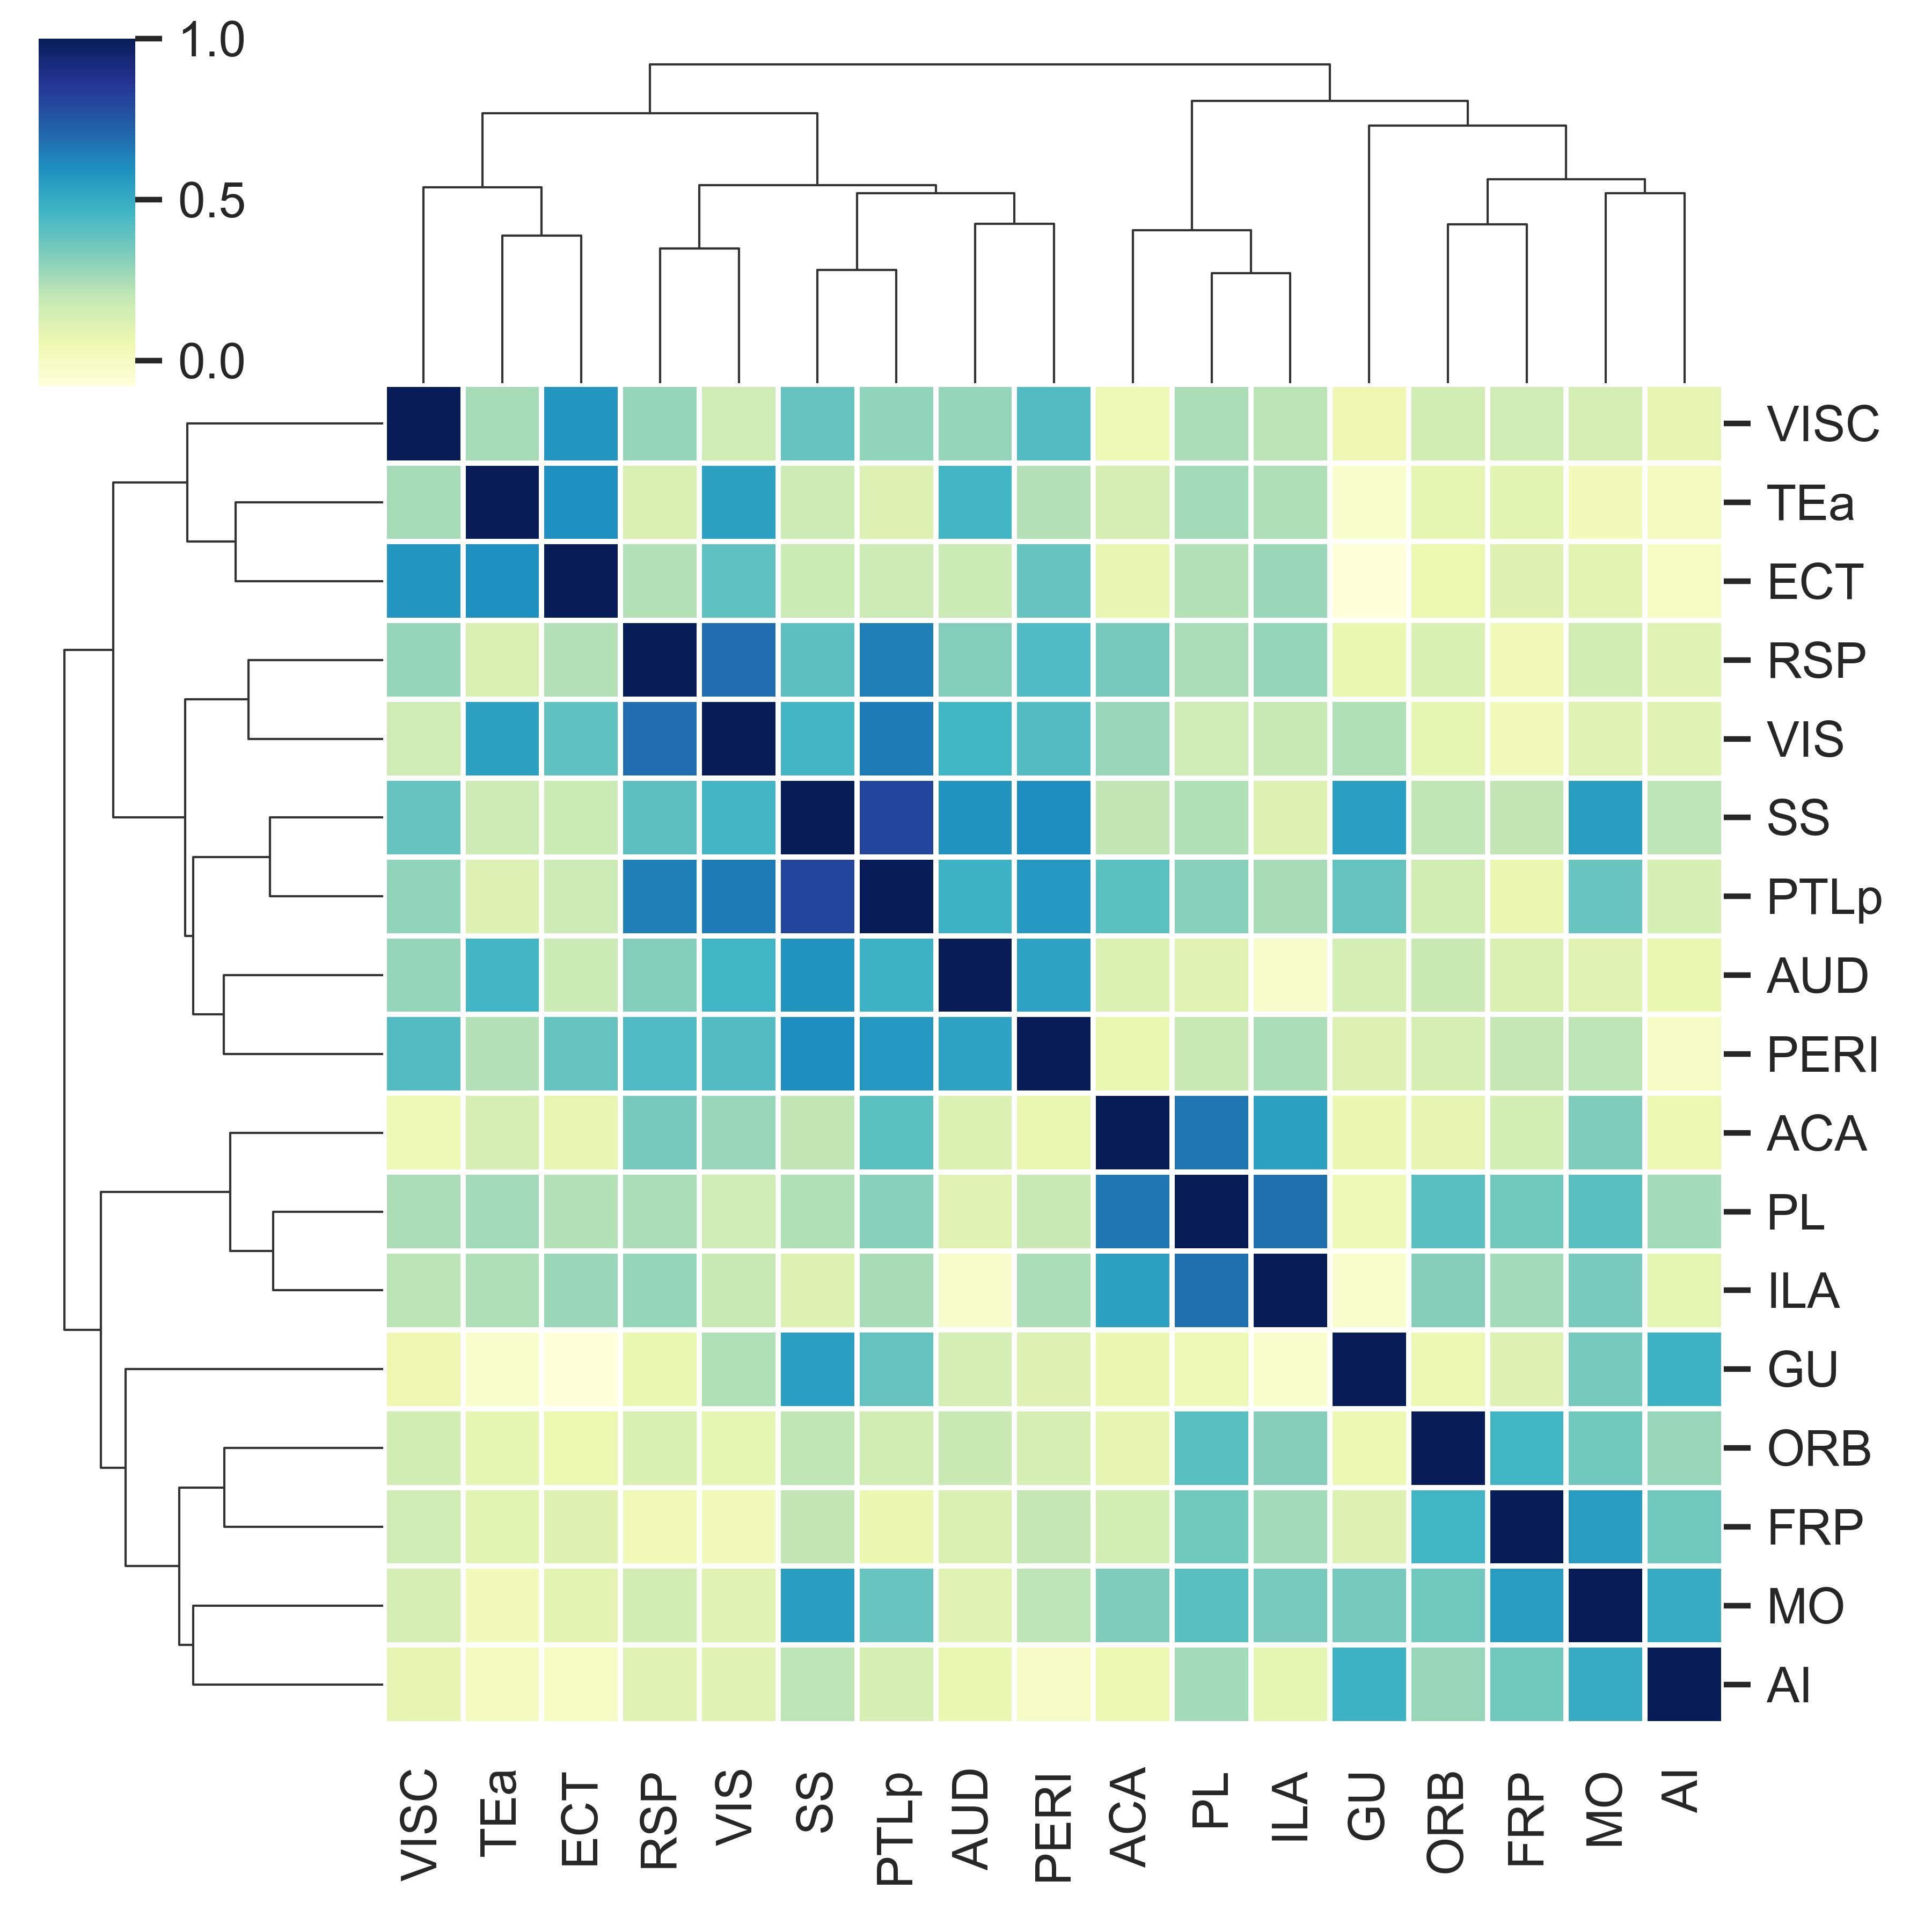 1.0
0.5
0.0
VISC
TEa
ECT
RSP
VIS
SS
PTLp
AUD
PERI
ACA
PL
ILA
GU
ORB
FRP
MO
AI
VISC
TEa
ECT
RSP
VIS
SS
PTLp
AUD
PERI
ACA
PL
ILA
GU
ORB
FRP
MO
AI